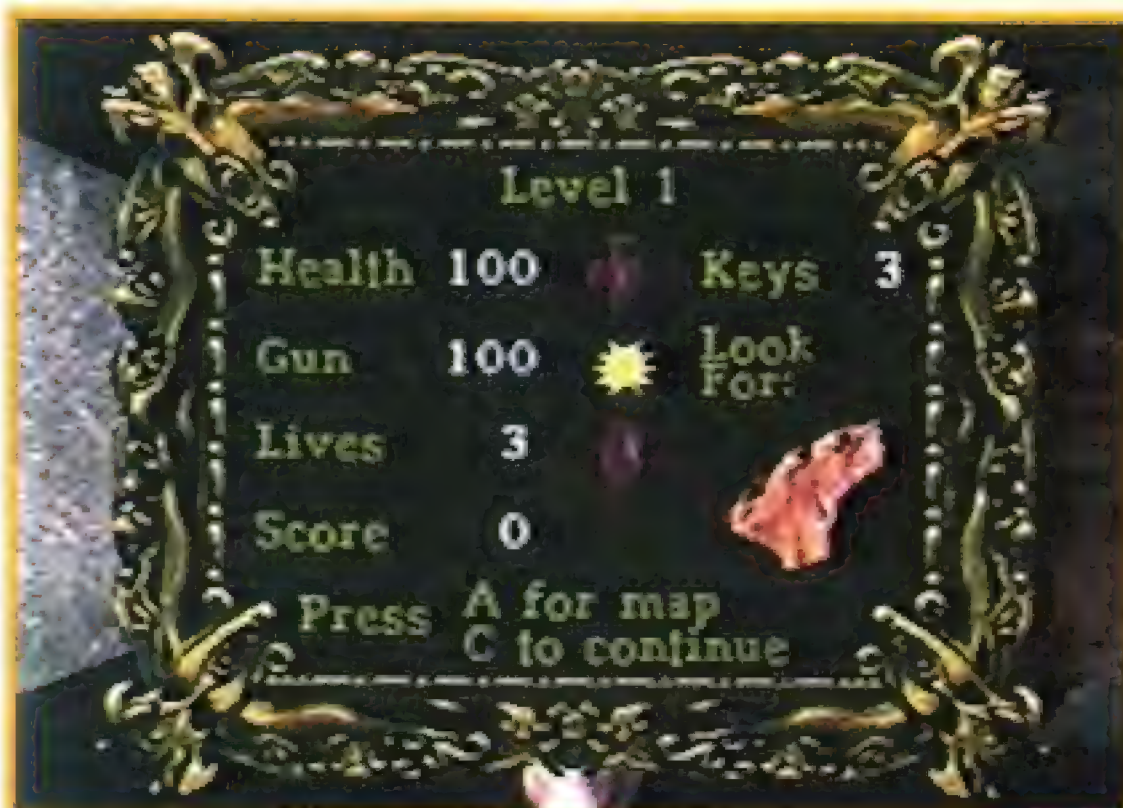 Level 1
Health 100 Keys 3
Gun 100 Look For:
Lives 3
Score 0
Press A for map
C to continue